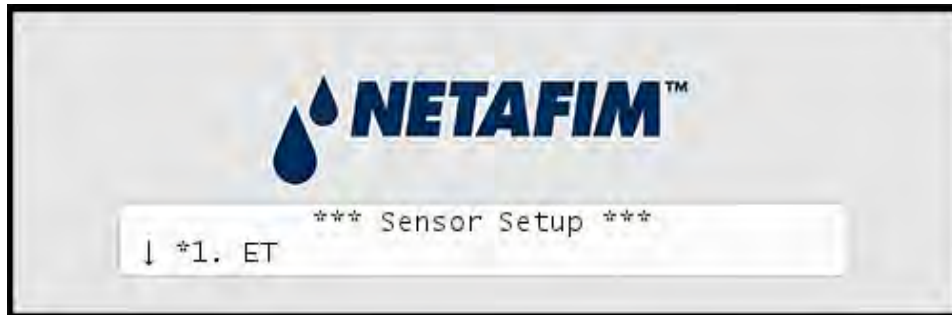 NETAFIM™
*** Sensor Setup ***
↓ *1. ET